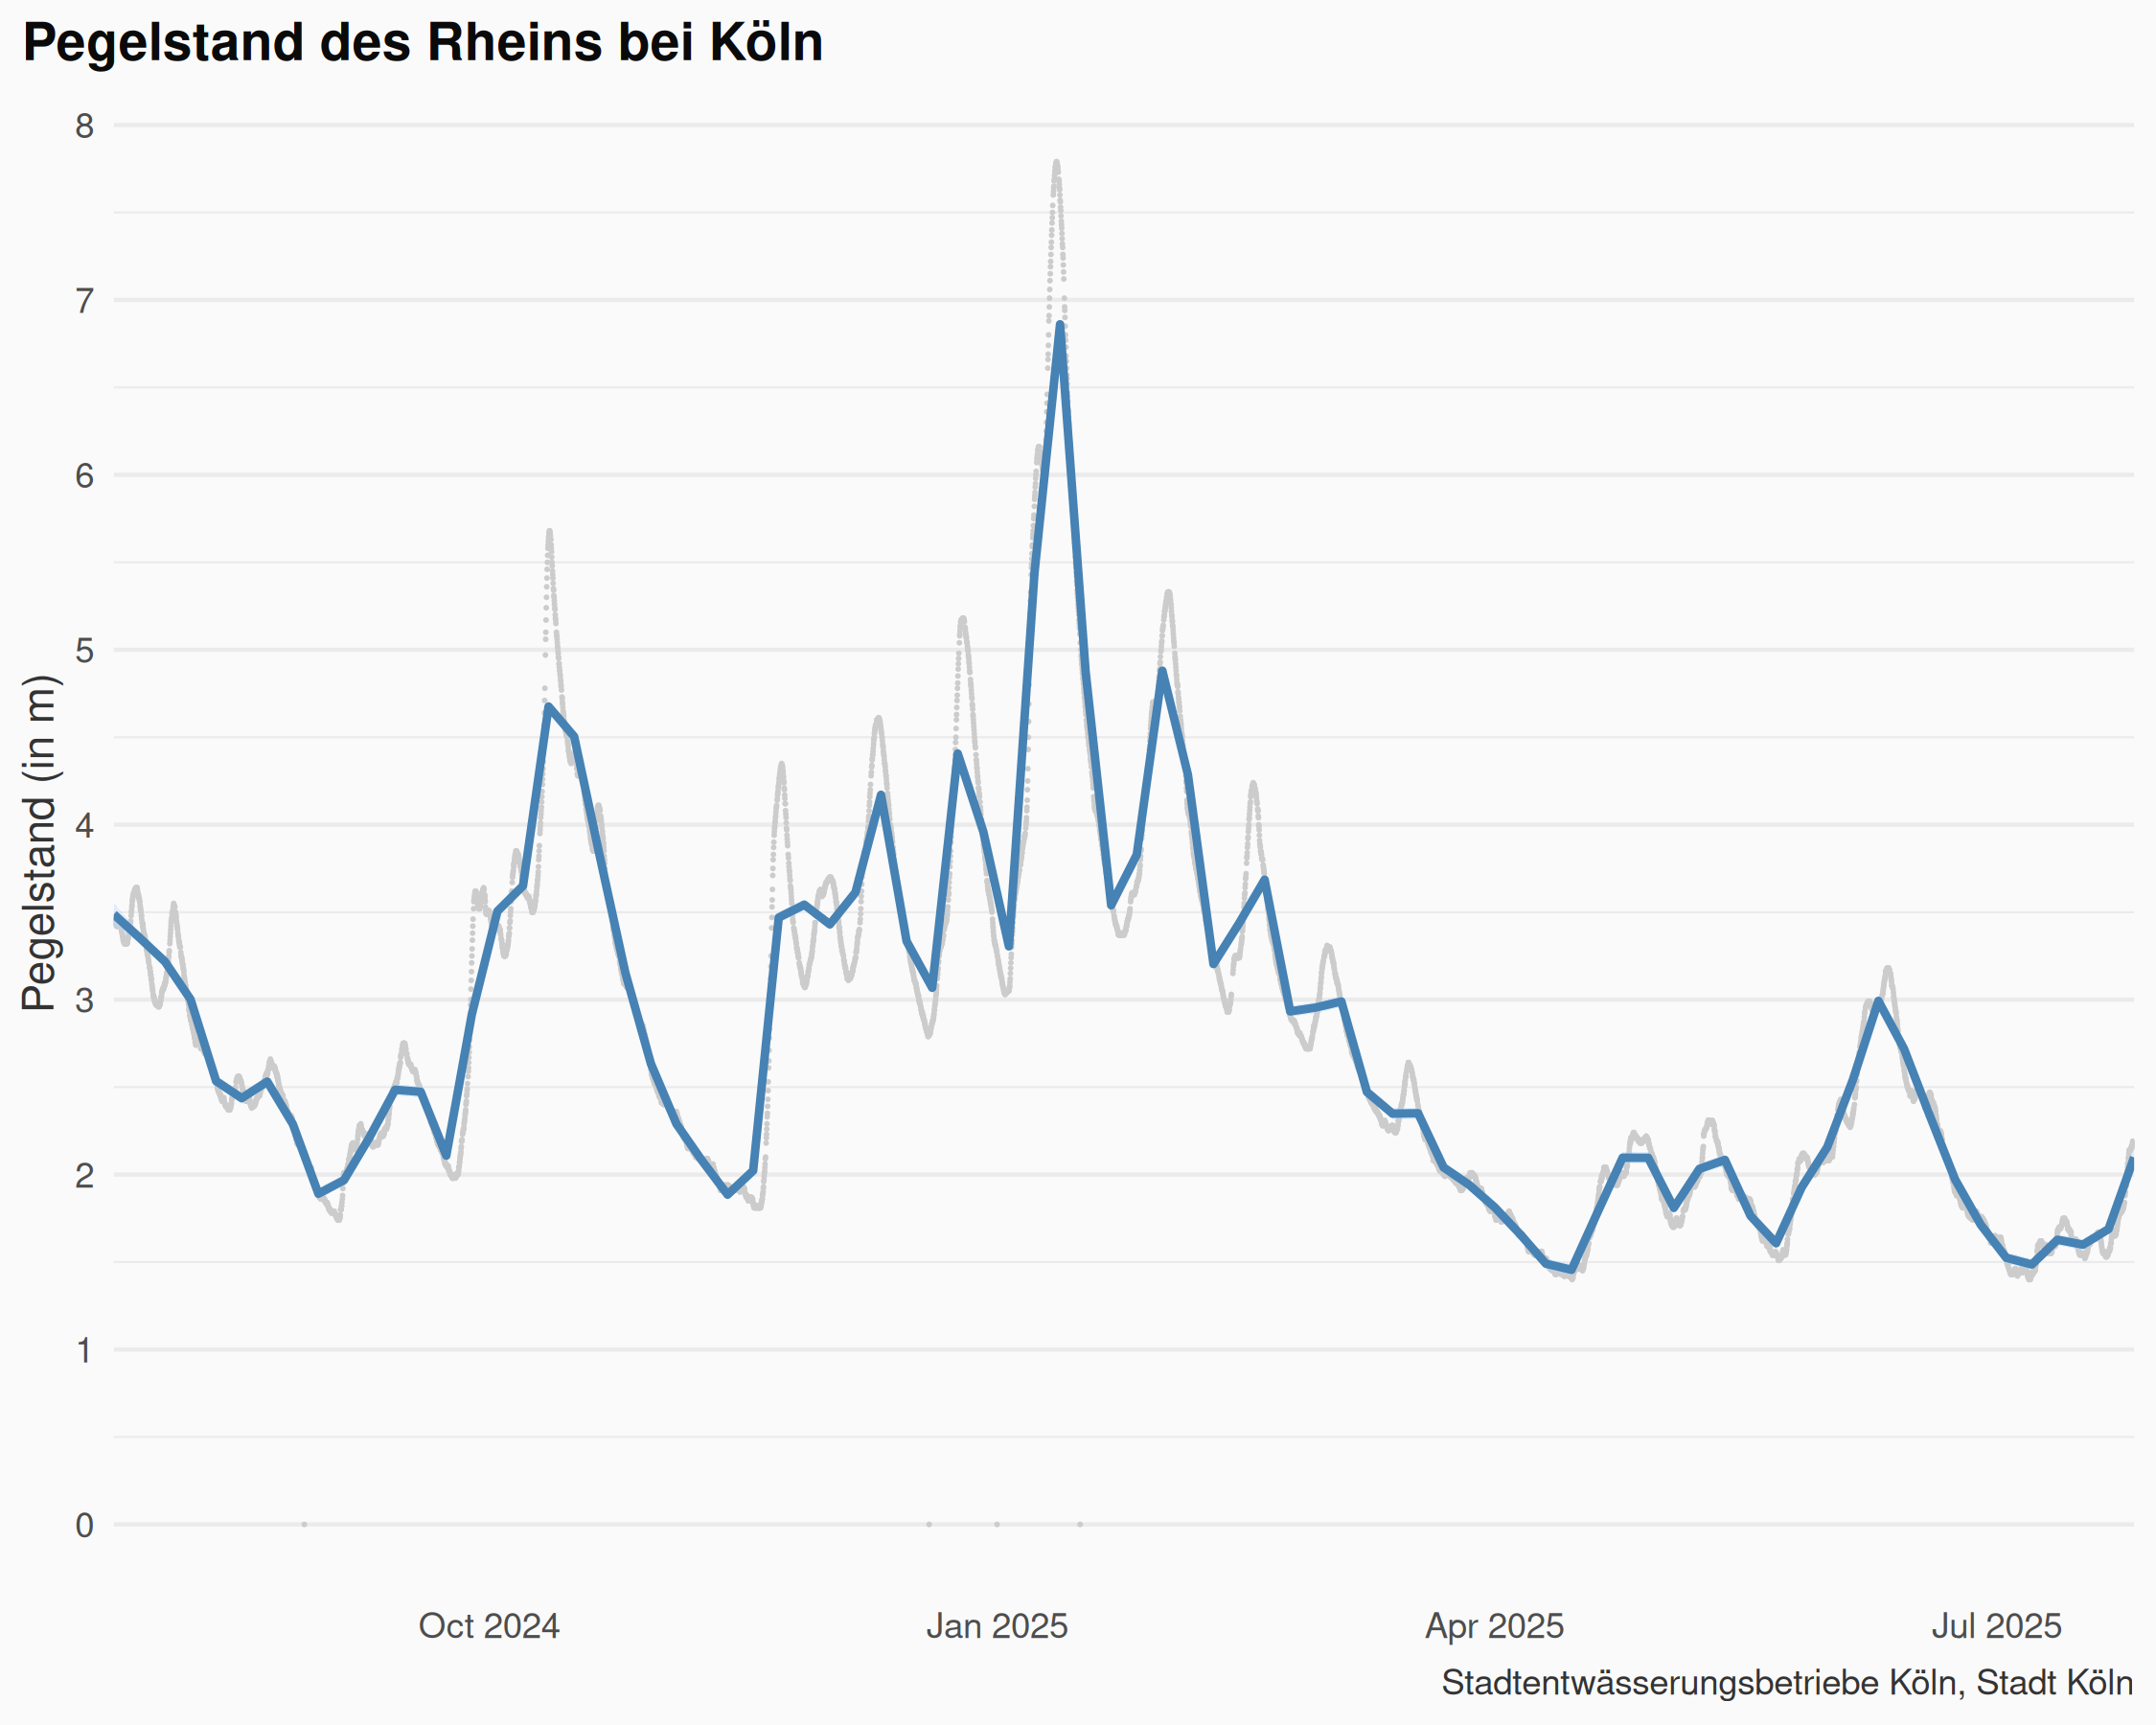 Pegelstand des Rheins bei Köln
8
7
6
5
4
3
2
1
0
Pegelstand (in m)
Oct 2024
Jan 2025
Apr 2025
Jul 2025
Stadtentwässerungsbetriebe Köln, Stadt Köln